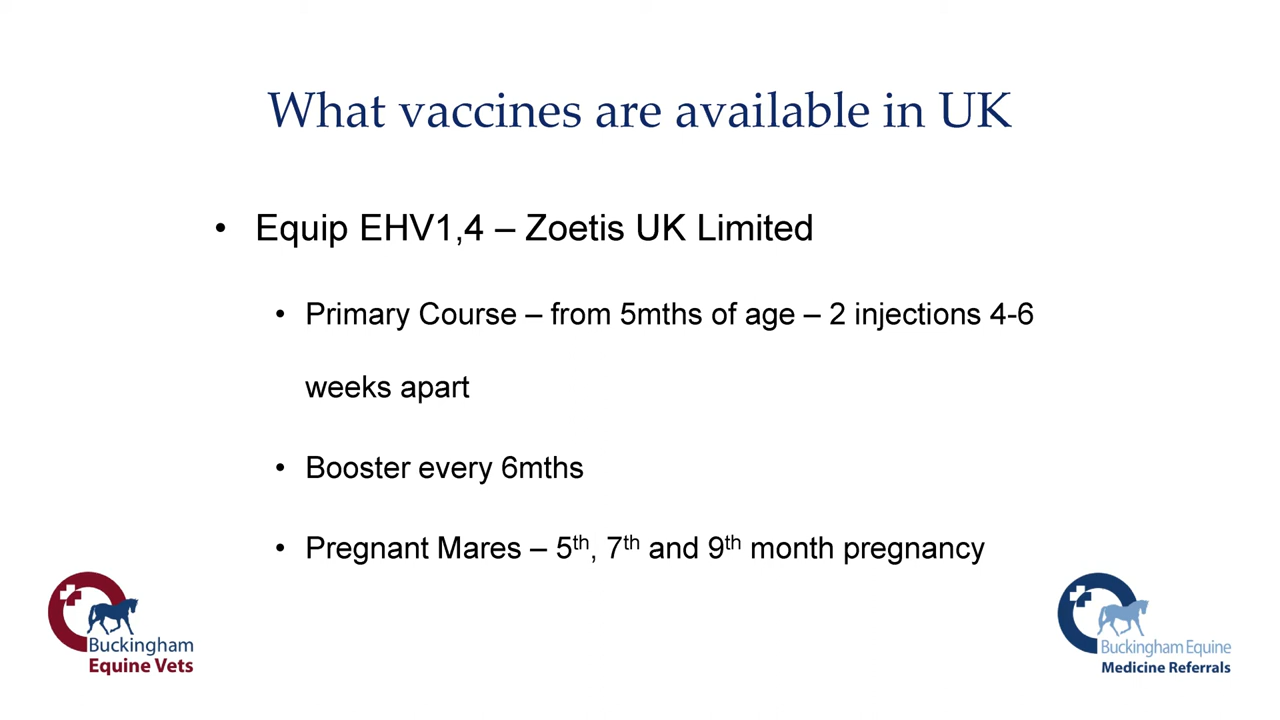 What vaccines are available in UK
• Equip EHV1,4 – Zoetis UK Limited
• Primary Course – from 5mths of age – 2 injections 4-6
weeks apart
• Booster every 6mths
• Pregnant Mares – 5th, 7th and 9th month pregnancy
Buckingham
Equine Vets
Buckingham Equine
Medicine Referrals